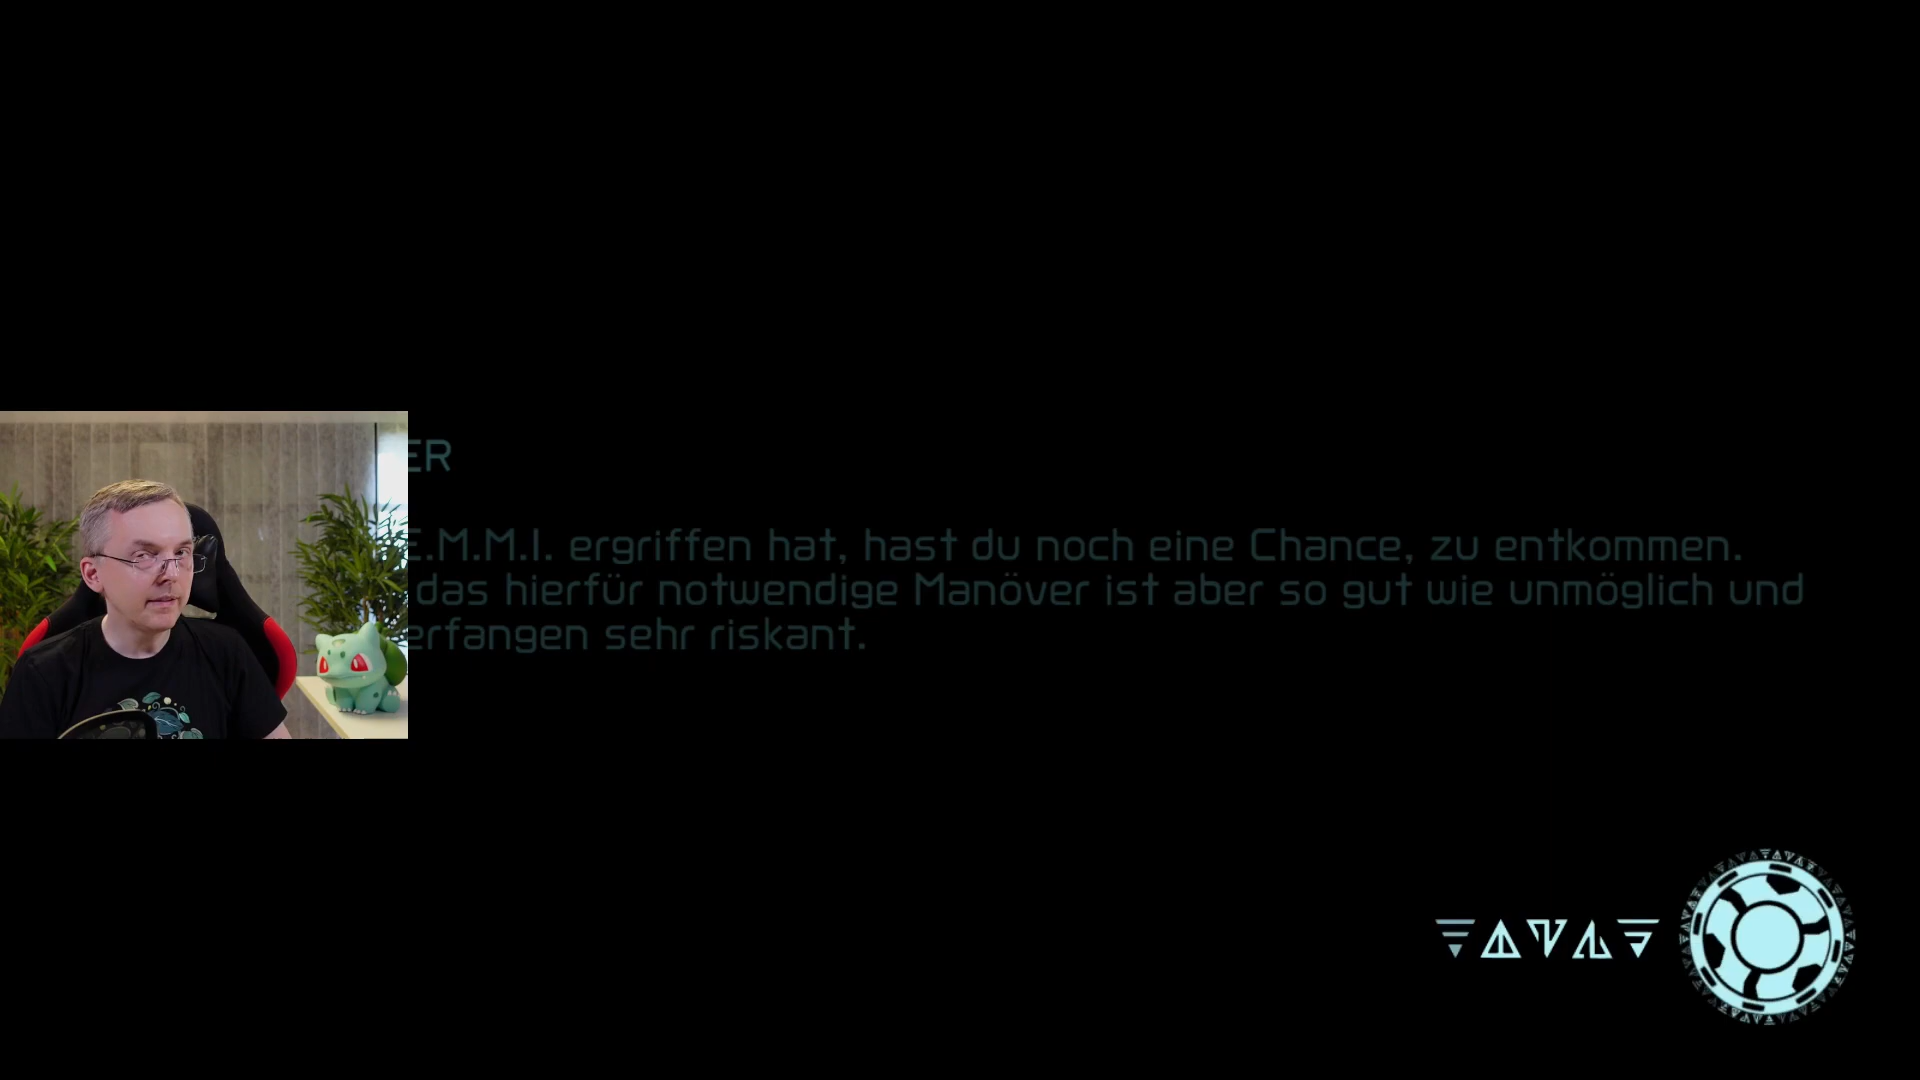 ER
E.M.M.I. ergriffen hat, hast du noch eine Chance, zu entkommen.
das hierfür notwendige Manöver ist aber so gut wie unmöglich und
erfangen sehr riskant.